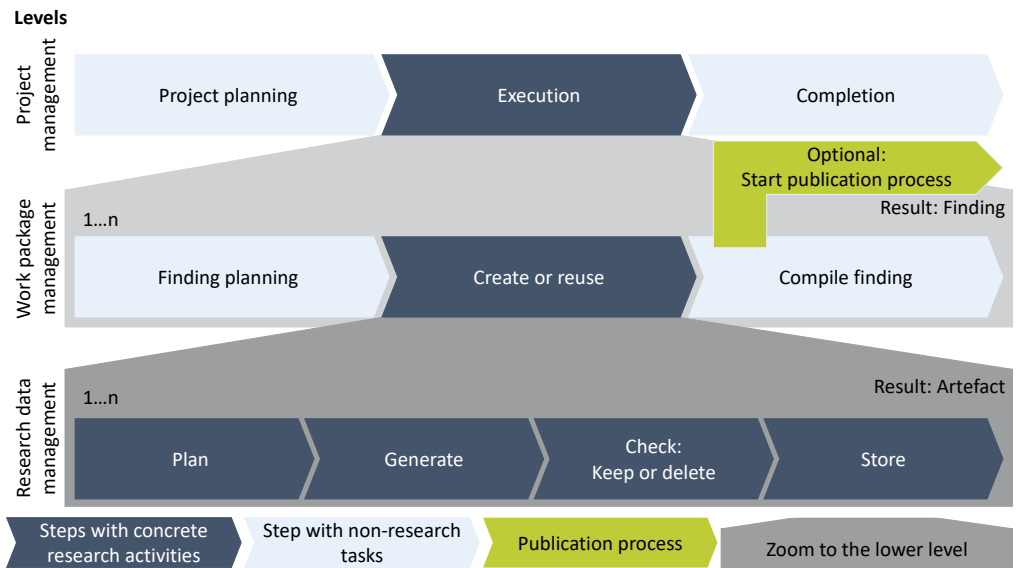 Levels
Project
management
Project planning
Execution
Completion
Optional:
Start publication process
Work package
management
1...n
Result: Finding
Finding planning
Create or reuse
Compile finding
Research data
management
1...n
Result: Artefact
Plan
Generate
Check:
Keep or delete
Store
Steps with concrete
research activities
Step with non-research
tasks
Publication process
Zoom to the lower level